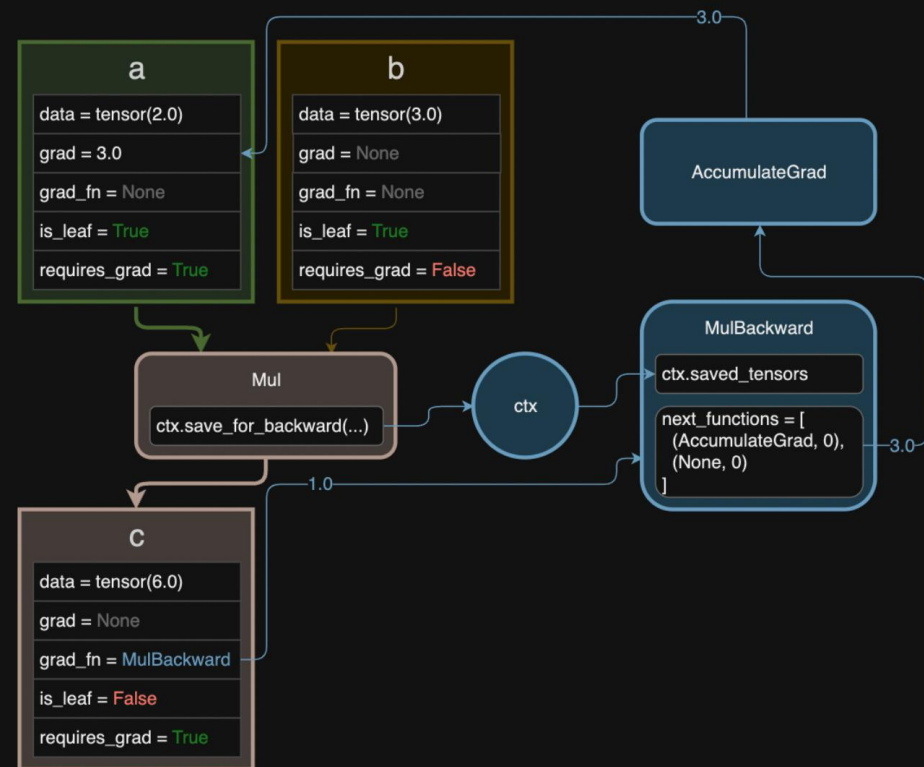 3.0
a
data = tensor(2.0)
grad = 3.0
grad_fn = None
is_leaf = True
requires_grad = True
b
data = tensor(3.0)
grad = None
grad_fn = None
is_leaf = True
requires_grad = False
AccumulateGrad
Mul
ctx.save_for_backward(...)
ctx
MulBackward
ctx.saved_tensors
next_functions = [
(AccumulateGrad, 0),
(None, 0)
]
3.0
1.0
c
data = tensor(6.0)
grad = None
grad_fn = MulBackward
is_leaf = False
requires_grad = True